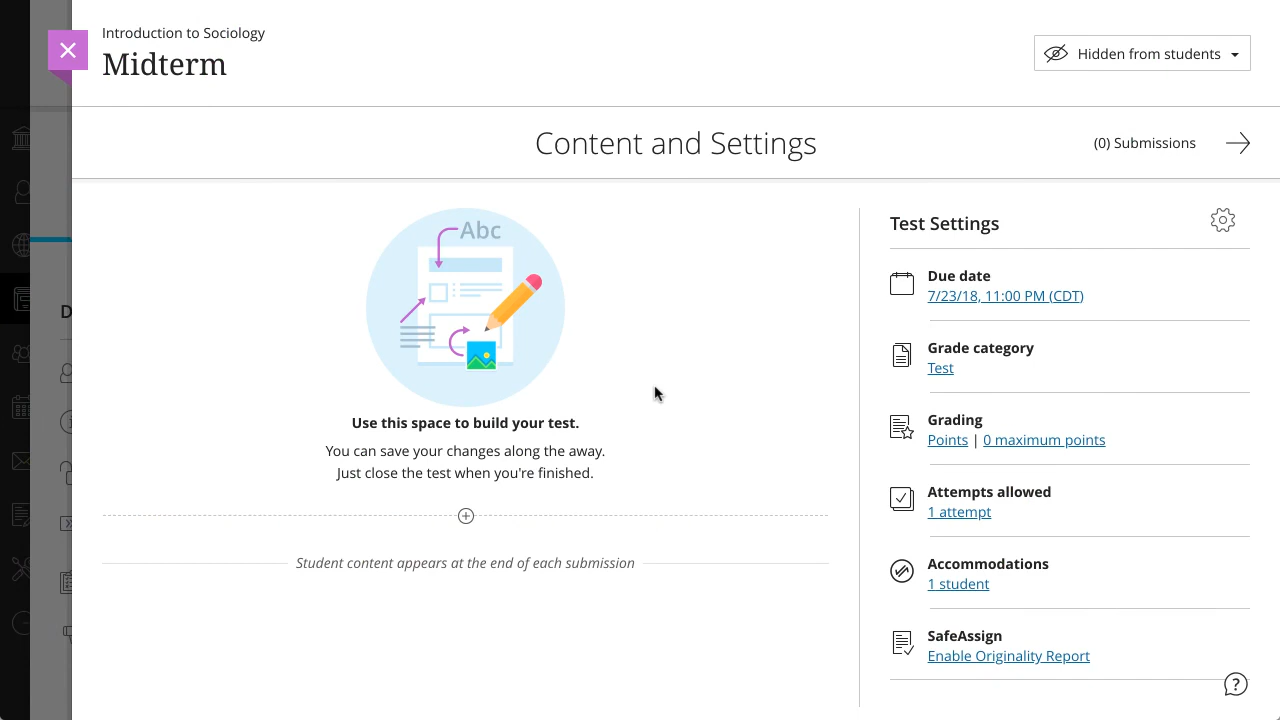 Introduction to Sociology
Midterm
Hidden from students
Content and Settings
(0) Submissions
Abc
Use this space to build your test.
You can save your changes along the away.
Just close the test when you're finished.
Student content appears at the end of each submission
Test Settings
Due date
7/23/18, 11:00 PM (CDT)
Grade category
Test
Grading
Points | 0 maximum points
Attempts allowed
1 attempt
Accommodations
1 student
SafeAssign
Enable Originality Report
?
D